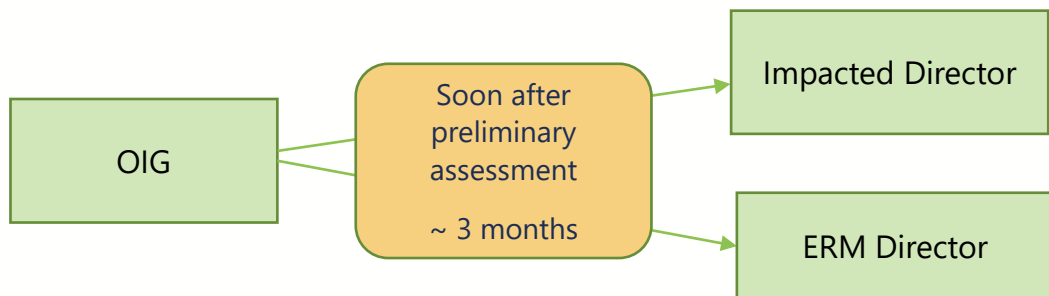 OIG
Soon after
preliminary
assessment
~ 3 months
Impacted Director
ERM Director